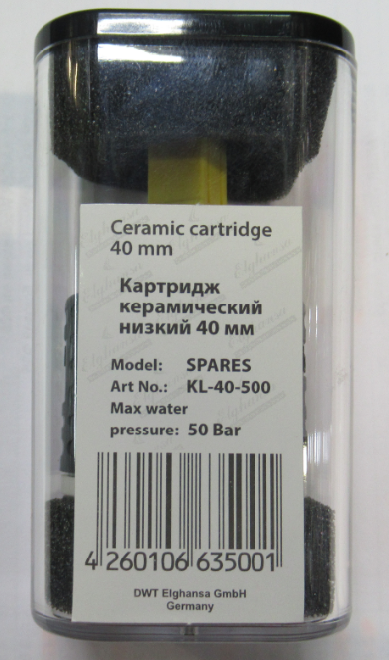 Ceramic cartridge
40 mm
Картридж
керамический
низкий 40 мм
Model: SPARES
Art No.: KL-40-500
Max water
pressure: 50 Bar
4 260106 635001
DWT Elghansa GmbH
Germany